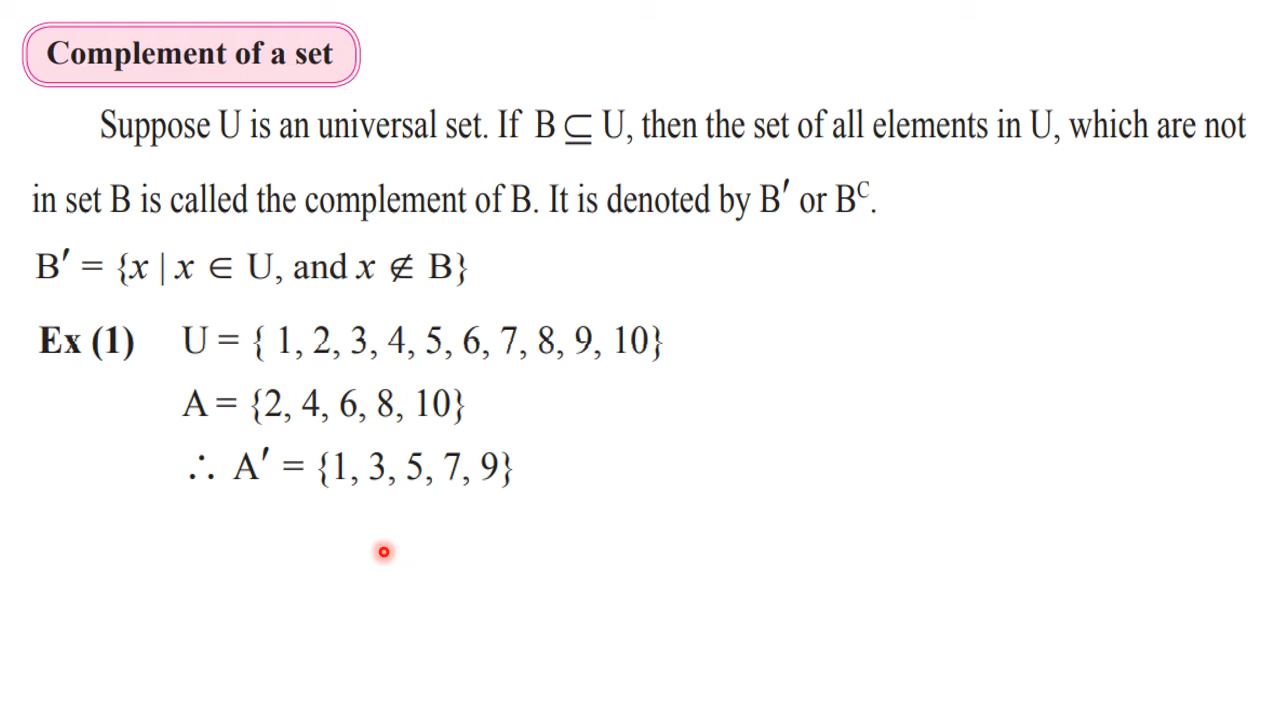 Complement of a set
Suppose U is an universal set. If B ⊆ U, then the set of all elements in U, which are not
in set B is called the complement of B. It is denoted by B′ or Bᶜ.
B′ = {x | x ∈ U, and x ∉ B}
Ex (1) U = { 1, 2, 3, 4, 5, 6, 7, 8, 9, 10}
A = {2, 4, 6, 8, 10}
∴ A′ = {1, 3, 5, 7, 9}